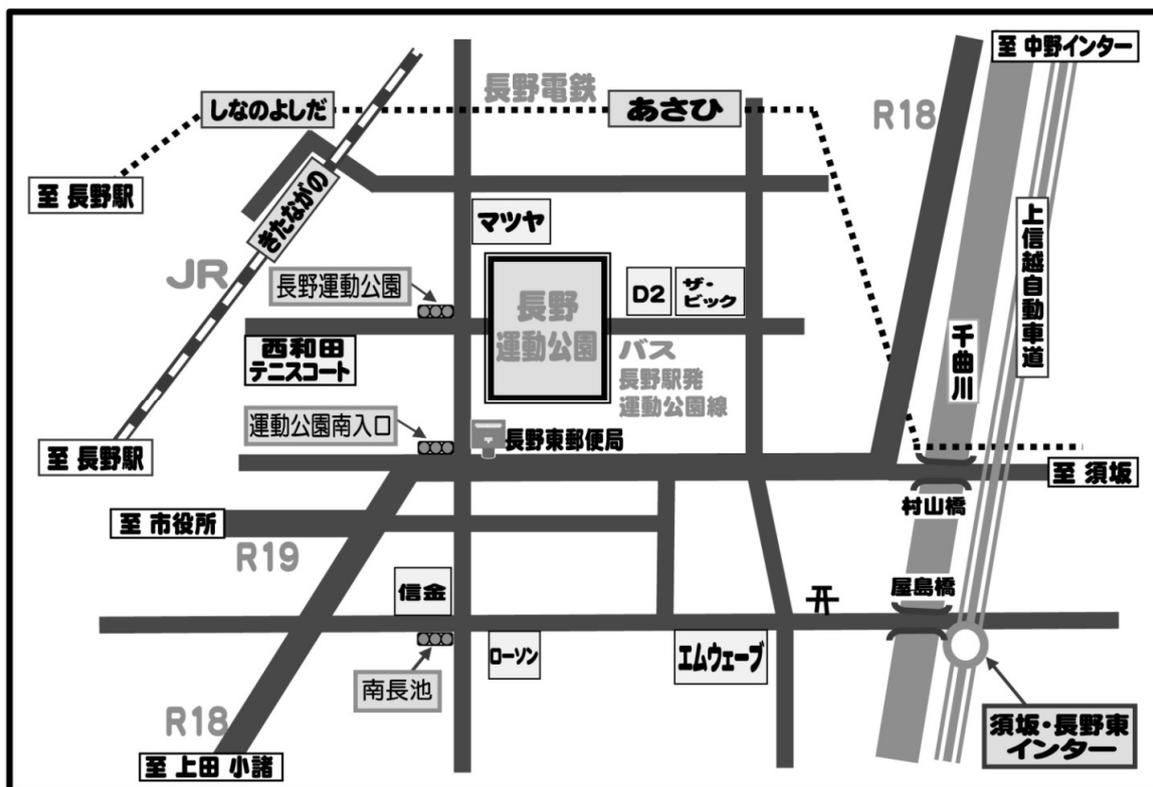 至 中野インター
長野電鉄
しなのよしだ
あさひ
R18
至 長野駅
きたながの
マツヤ
上信越自動車道
JR
長野運動公園
長野
運動公園
D2
ザ・
ビック
西和田
テニスコート
バス
長野駅発
運動公園線
千曲川
運動公園南入口
長野東郵便局
至 長野駅
至 須坂
村山橋
至 市役所
R19
信金
屋島橋
ローソン
エムウェーブ
南長池
R18
須坂・長野東
インター
至 上田 小諸